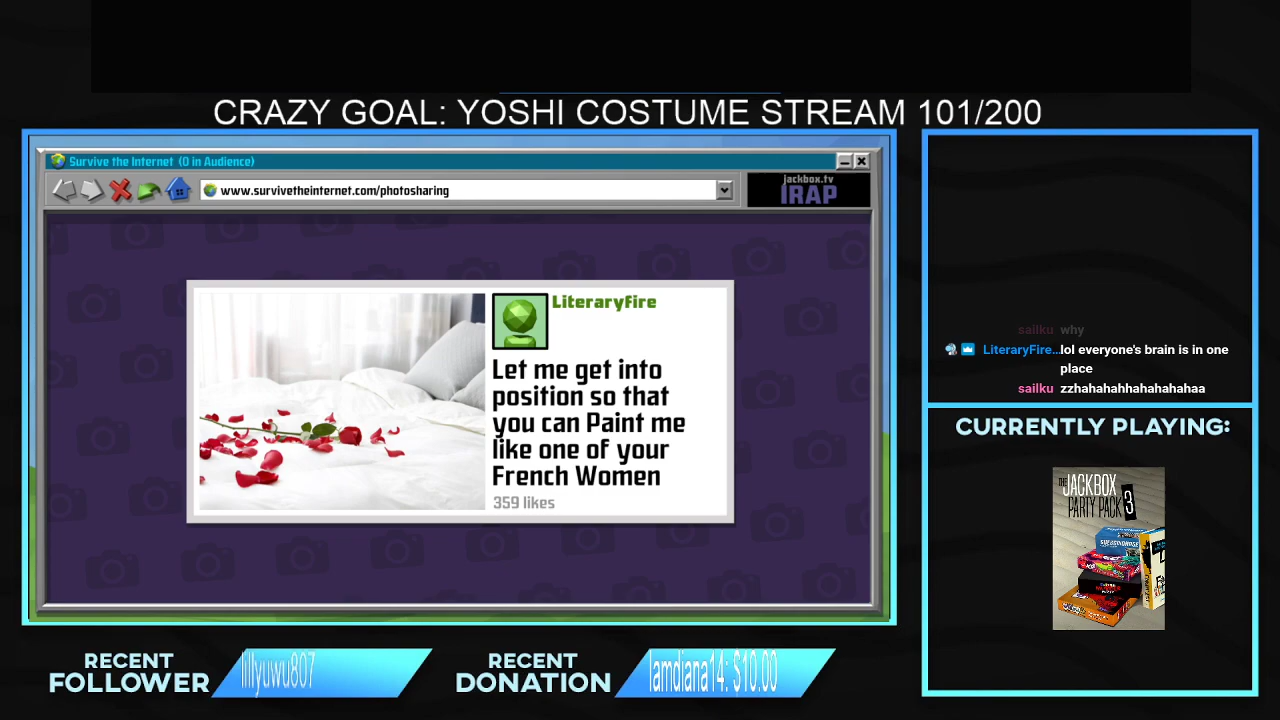 CRAZY GOAL: YOSHI COSTUME STREAM 101/200
Survive the Internet (0 in Audience)
www.survivetheinternet.com/photosharing
jackbox.tv
IRAP
LiteraryFire
Let me get into
position so that
you can Paint me
like one of your
French Women
359 likes
sailku why
LiteraryFire... lol everyone's brain is in one
place
sailku zzhahahahhahahahahaa
CURRENTLY PLAYING:
THE JACKBOX
PARTY PACK 3
RECENT
FOLLOWER
lillyuwu807
RECENT
DONATION
lamdiana14: $10.00